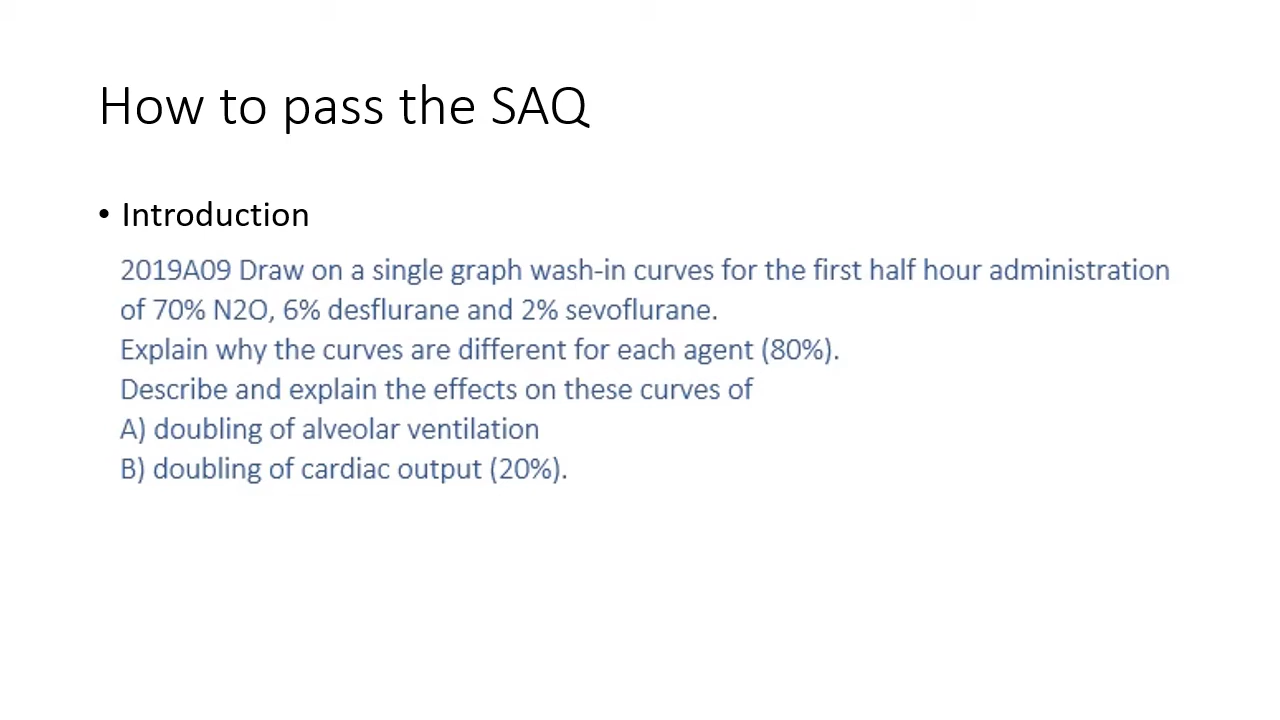 How to pass the SAQ
• Introduction
2019A09 Draw on a single graph wash-in curves for the first half hour administration
of 70% N2O, 6% desflurane and 2% sevoflurane.
Explain why the curves are different for each agent (80%).
Describe and explain the effects on these curves of
A) doubling of alveolar ventilation
B) doubling of cardiac output (20%).